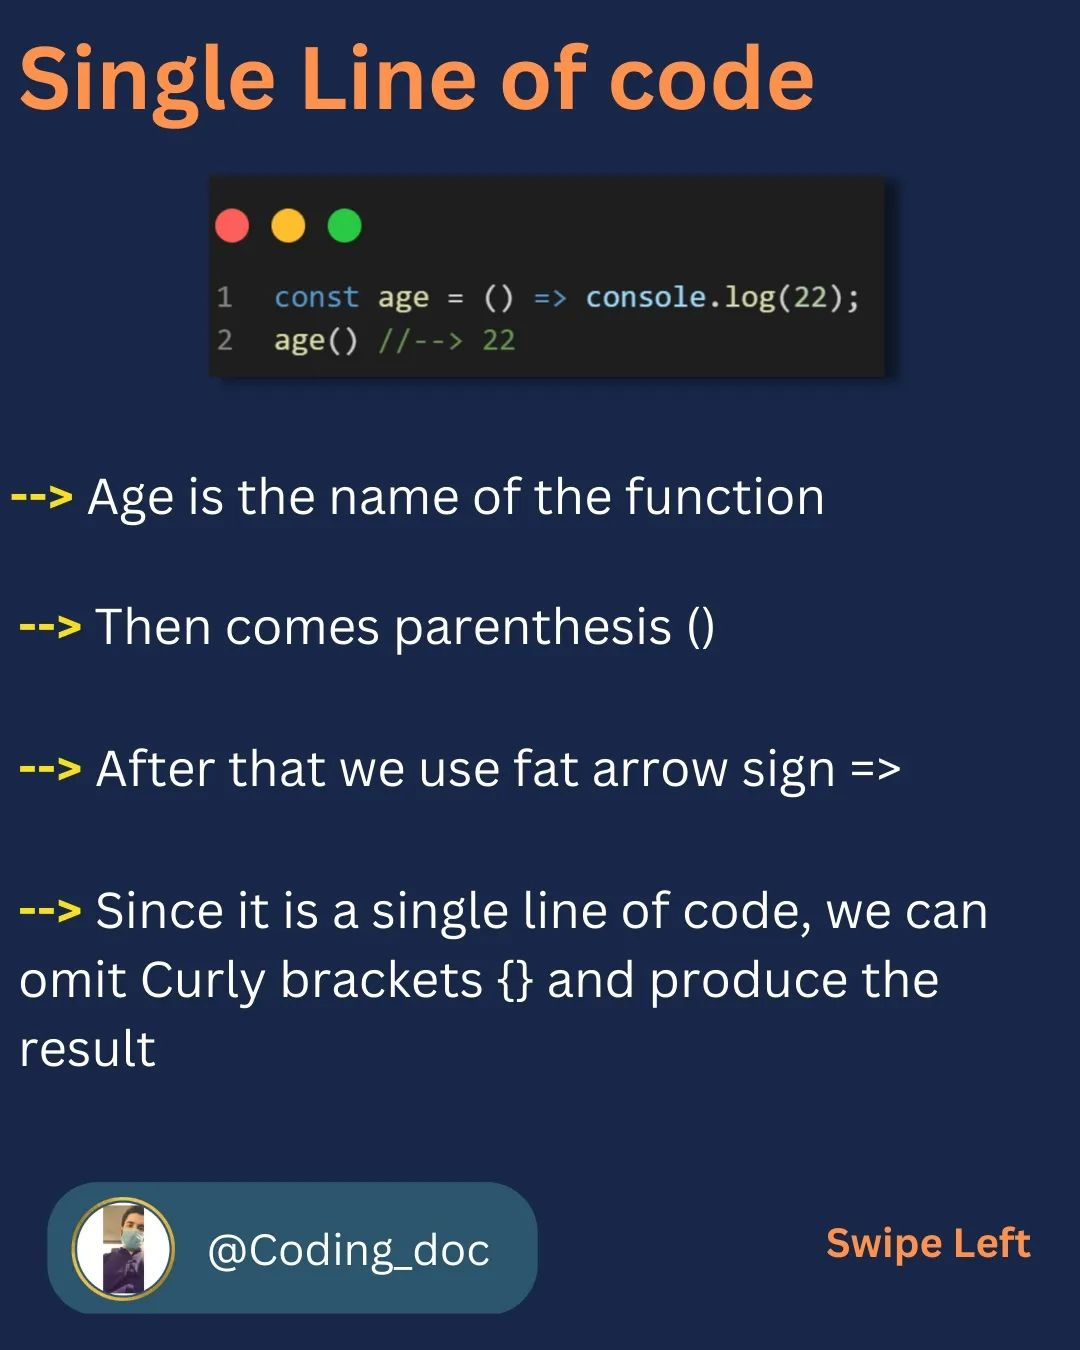 Single Line of code
1 const age = () => console.log(22);
2 age() //--> 22
--> Age is the name of the function
--> Then comes parenthesis ()
--> After that we use fat arrow sign =>
--> Since it is a single line of code, we can
omit Curly brackets {} and produce the
result
@Coding_doc
Swipe Left